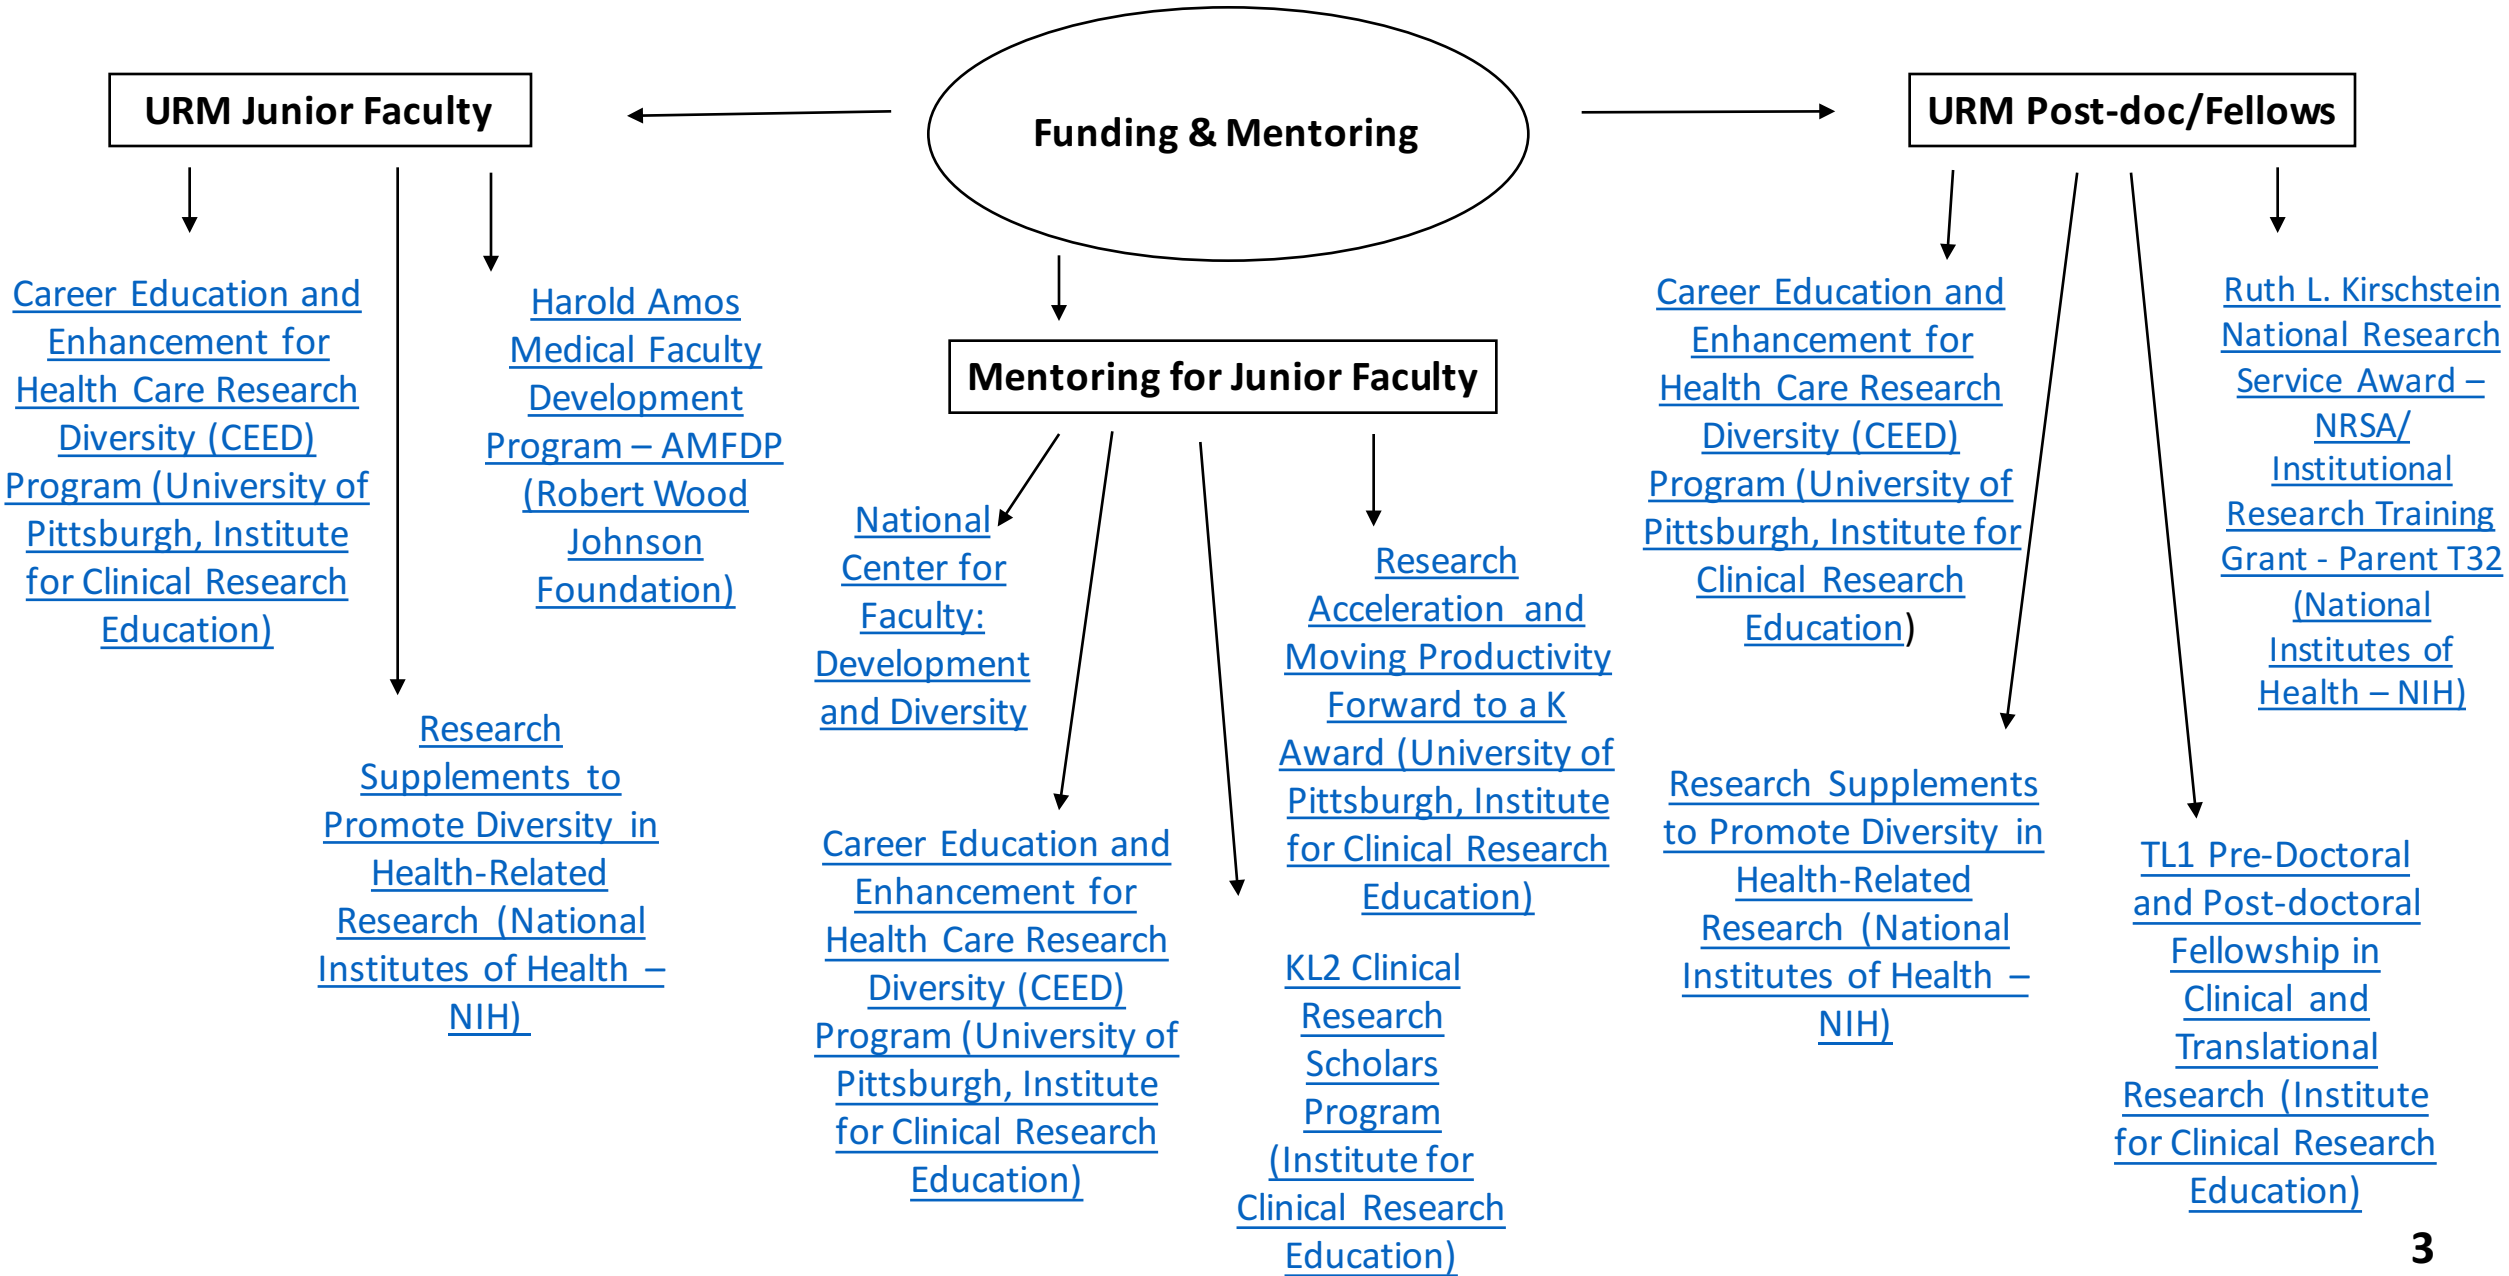 Funding & Mentoring
URM Junior Faculty
Career Education and
Enhancement for
Health Care Research
Diversity (CEED)
Program (University of
Pittsburgh, Institute
for Clinical Research
Education)
Research
Supplements to
Promote Diversity in
Health-Related
Research (National
Institutes of Health –
NIH)
Harold Amos
Medical Faculty
Development
Program – AMFDP
(Robert Wood
Johnson
Foundation)
Mentoring for Junior Faculty
National
Center for
Faculty:
Development
and Diversity
Career Education and
Enhancement for
Health Care Research
Diversity (CEED)
Program (University of
Pittsburgh, Institute
for Clinical Research
Education)
KL2 Clinical
Research
Scholars
Program
(Institute for
Clinical Research
Education)
Research
Acceleration and
Moving Productivity
Forward to a K
Award (University of
Pittsburgh, Institute
for Clinical Research
Education)
URM Post-doc/Fellows
Career Education and
Enhancement for
Health Care Research
Diversity (CEED)
Program (University of
Pittsburgh, Institute for
Clinical Research
Education)
Research Supplements
to Promote Diversity in
Health-Related
Research (National
Institutes of Health –
NIH)
TL1 Pre-Doctoral
and Post-doctoral
Fellowship in
Clinical and
Translational
Research (Institute
for Clinical Research
Education)
Ruth L. Kirschstein
National Research
Service Award –
NRSA/
Institutional
Research Training
Grant - Parent T32
(National
Institutes of
Health – NIH)
3